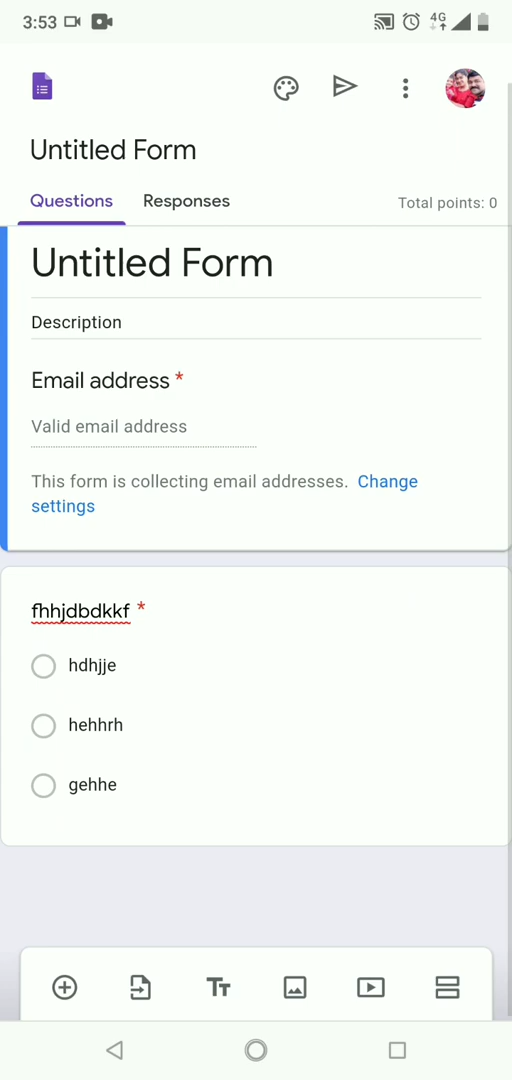 3:53
4G
Untitled Form
Questions Responses Total points: 0
Untitled Form
Description
Email address *
Valid email address
This form is collecting email addresses. Change
settings
fhhjdbdkkf *
hdhjje
hehhrh
gehhe
Tт